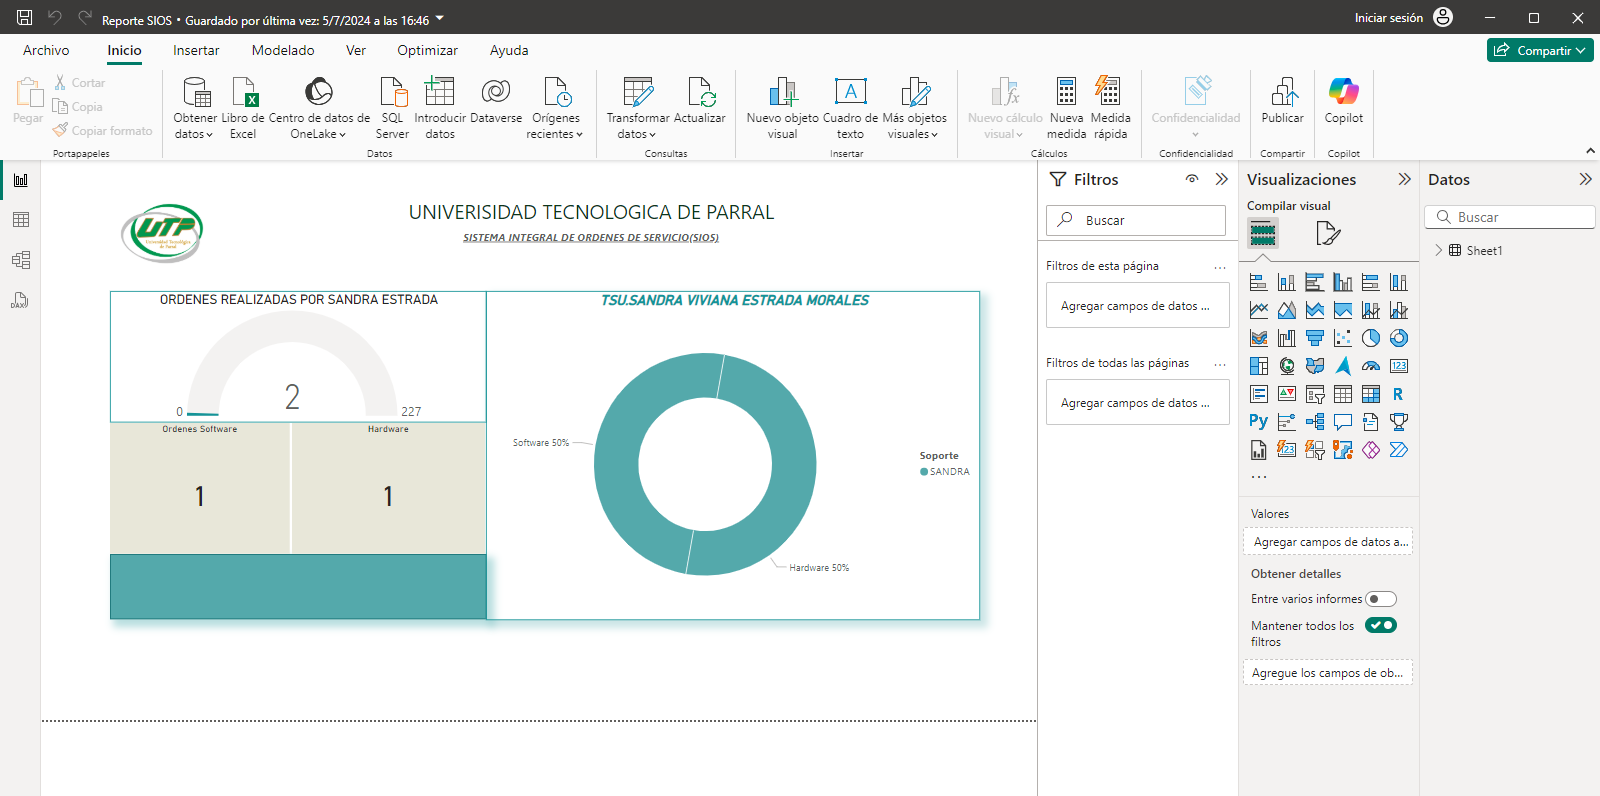 Reporte SIOS • Guardado por última vez: 5/7/2024 a las 16:46
Iniciar sesión
Archivo
Inicio
Insertar
Modelado
Ver
Optimizar
Ayuda
Compartir
Pegar
Cortar
Copia
Copiar formato
Portapapeles
Obtener datos
Libro de Excel
Centro de datos de OneLake
SQL Server
Introducir datos
Dataverse
Orígenes recientes
Datos
Transformar datos
Actualizar
Consultas
Nuevo objeto visual
Cuadro de texto
Más objetos visuales
Insertar
Nuevo cálculo visual
Nueva medida
Medida rápida
Cálculos
Confidencialidad
Confidencialidad
Publicar
Compartir
Copilot
Copilot
UTP
Universidad Tecnológica
de Parral
UNIVERISIDAD TECNOLOGICA DE PARRAL
SISTEMA INTEGRAL DE ORDENES DE SERVICIO(SIOS)
ORDENES REALIZADAS POR SANDRA ESTRADA
0
2
227
Ordenes Software
Hardware
1
1
TSU.SANDRA VIVIANA ESTRADA MORALES
Software 50%
Hardware 50%
Soporte
SANDRA
Filtros
Buscar
Filtros de esta página
Agregar campos de datos ...
Filtros de todas las páginas
Agregar campos de datos ...
Visualizaciones
Compilar visual
Valores
Agregar campos de datos a...
Obtener detalles
Entre varios informes
Mantener todos los
filtros
Agregue los campos de ob...
Datos
Buscar
Sheet1